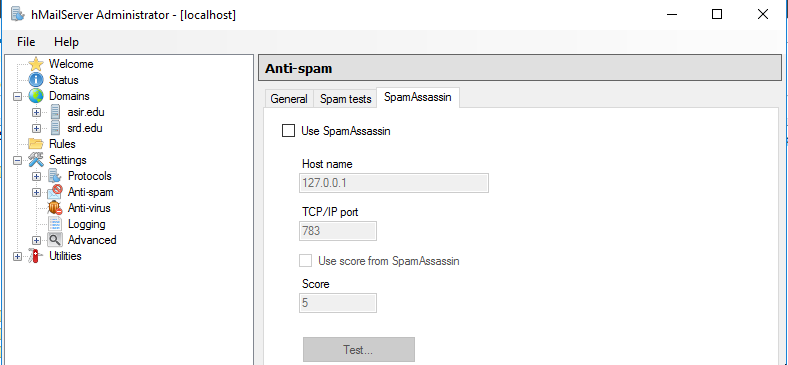 hMailServer Administrator - [localhost]
File Help
Welcome
Status
Domains
asir.edu
srd.edu
Rules
Settings
Protocols
Anti-spam
Anti-virus
Logging
Advanced
Utilities
Anti-spam
General Spam tests SpamAssassin
Use SpamAssassin
Host name
127.0.0.1
TCP/IP port
783
Use score from SpamAssassin
Score
5
Test...